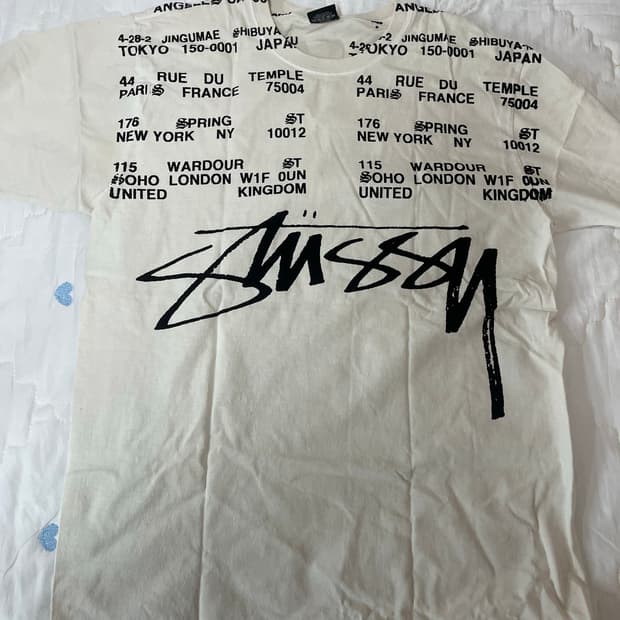 ANGELES CA
4-28-2 JINGUMAE SHIBUYA-K
TOKYO 150-0001 JAPAN
44 RUE DU TEMPLE
PARIS FRANCE 75004
176 SPRING ST
NEW YORK NY 10012
115 WARDOUR ST
SOHO LONDON W1F 0UN
UNITED KINGDOM
ANGEL
JINGUMAE SHIBUYA-K
TOKYO 150-0001 JAPAN
44 RUE DU TEMPLE
PARIS FRANCE 75004
176 SPRING ST
NEW YORK NY 10012
115 WARDOUR ST
SOHO LONDON W1F 0UN
UNITED KINGDOM
Stüssy